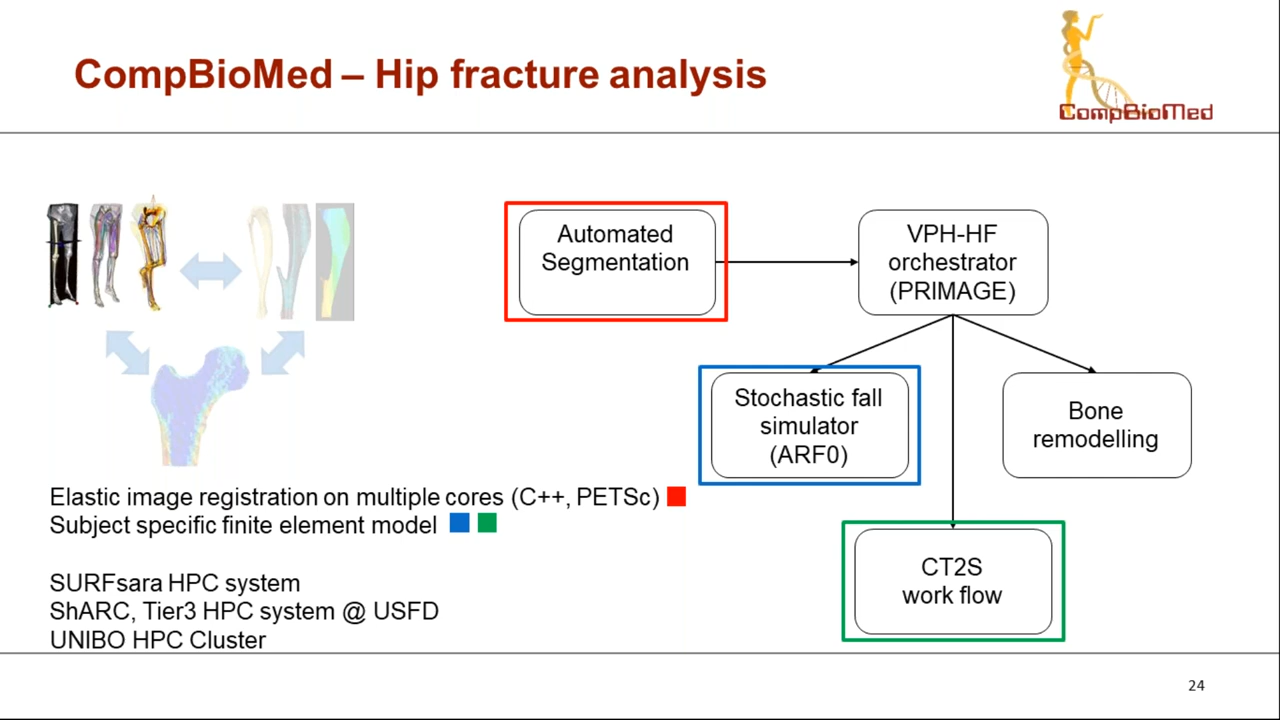 CompBioMed – Hip fracture analysis
CompBioMed
Automated
Segmentation
VPH-HF
orchestrator
(PRIMAGE)
Stochastic fall
simulator
(ARF0)
Bone
remodelling
CT2S
work flow
Elastic image registration on multiple cores (C++, PETSc)
Subject specific finite element model
SURFsara HPC system
ShARC, Tier3 HPC system @ USFD
UNIBO HPC Cluster
24